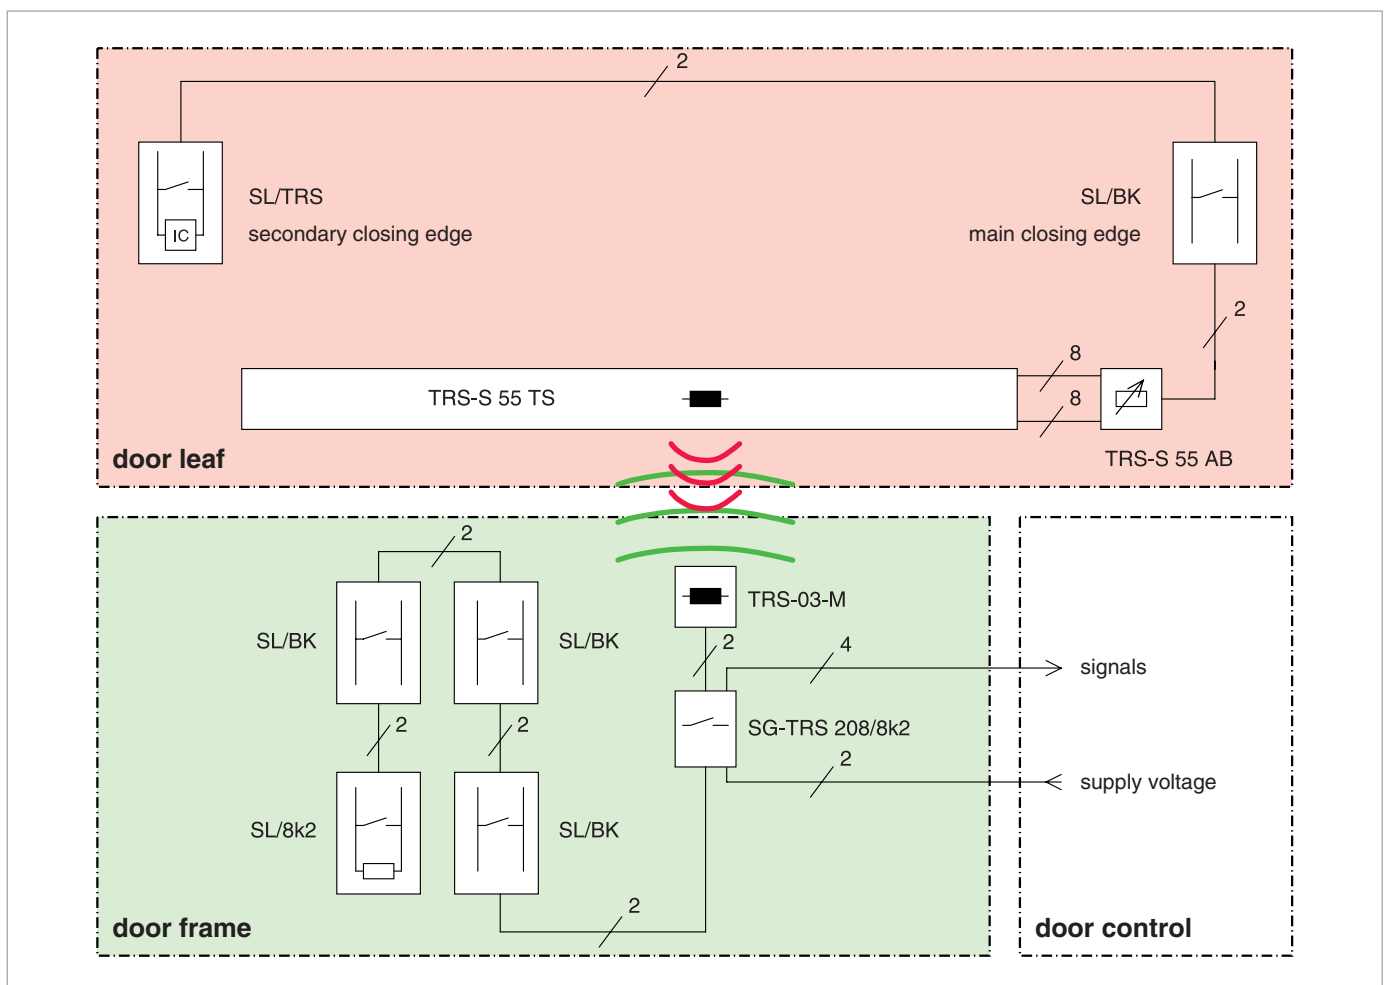 2
SL/TRS
secondary closing edge
IC
SL/BK
main closing edge
2
8
8
TRS-S 55 TS
TRS-S 55 AB
door leaf
2
SL/BK
SL/BK
TRS-03-M
2
4
signals
2
2
SG-TRS 208/8k2
2
supply voltage
SL/8k2
SL/BK
2
door frame
door control